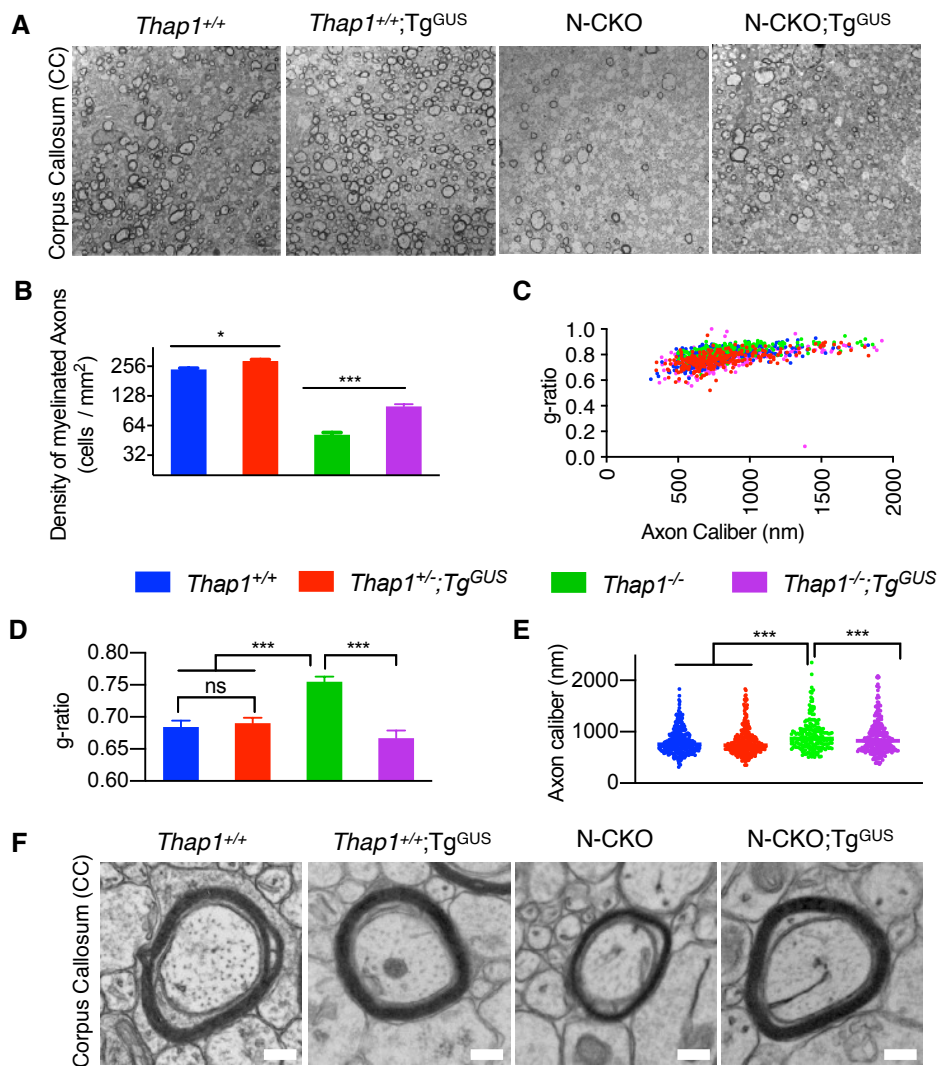 A
Thap1+/+
Thap1+/+;TgGUS
N-CKO
N-CKO;TgGUS
Corpus Callosum (CC)
B
Density of myelinated Axons
(cells / mm2)
256
128
64
32
*
***
C
g-ratio
1.0
0.8
0.6
0.4
0.2
0.0
0
500
1000
1500
2000
Axon Caliber (nm)
Thap1+/+
Thap1+/-;TgGUS
Thap1-/-
Thap1-/-;TgGUS
D
g-ratio
0.80
0.75
0.70
0.65
0.60
***
***
ns
E
Axon caliber (nm)
2000
1000
0
***
***
F
Thap1+/+
Thap1+/+;TgGUS
N-CKO
N-CKO;TgGUS
Corpus Callosum (CC)